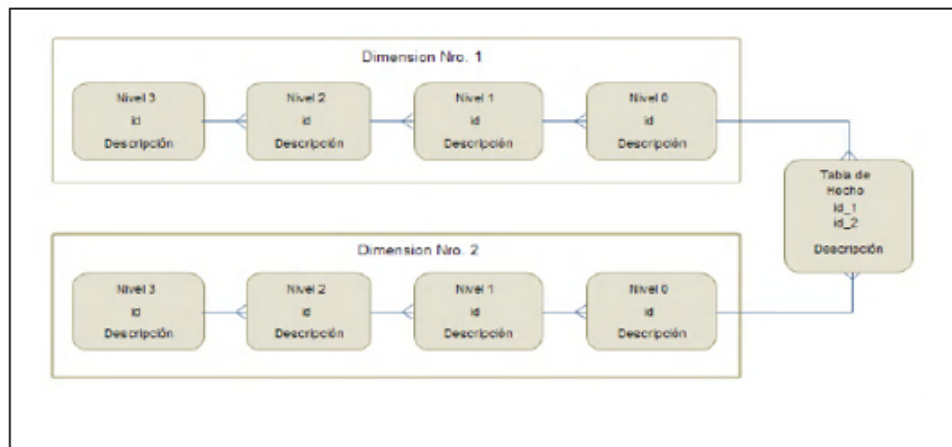 Dimension Nro. 1
Nivel 3
id
Descripción
Nivel 2
id
Descripción
Nivel 1
id
Descripción
Nivel 0
id
Descripción
Tabla de
Hecho
id_1
id_2
Descripción
Dimension Nro. 2
Nivel 3
id
Descripción
Nivel 2
id
Descripción
Nivel 1
id
Descripción
Nivel 0
id
Descripción